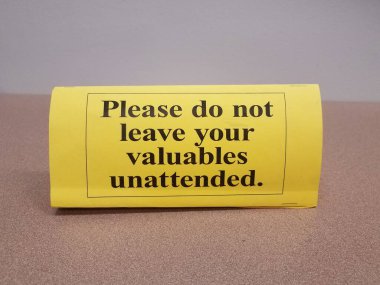 Please do not
leave your
valuables
unattended.